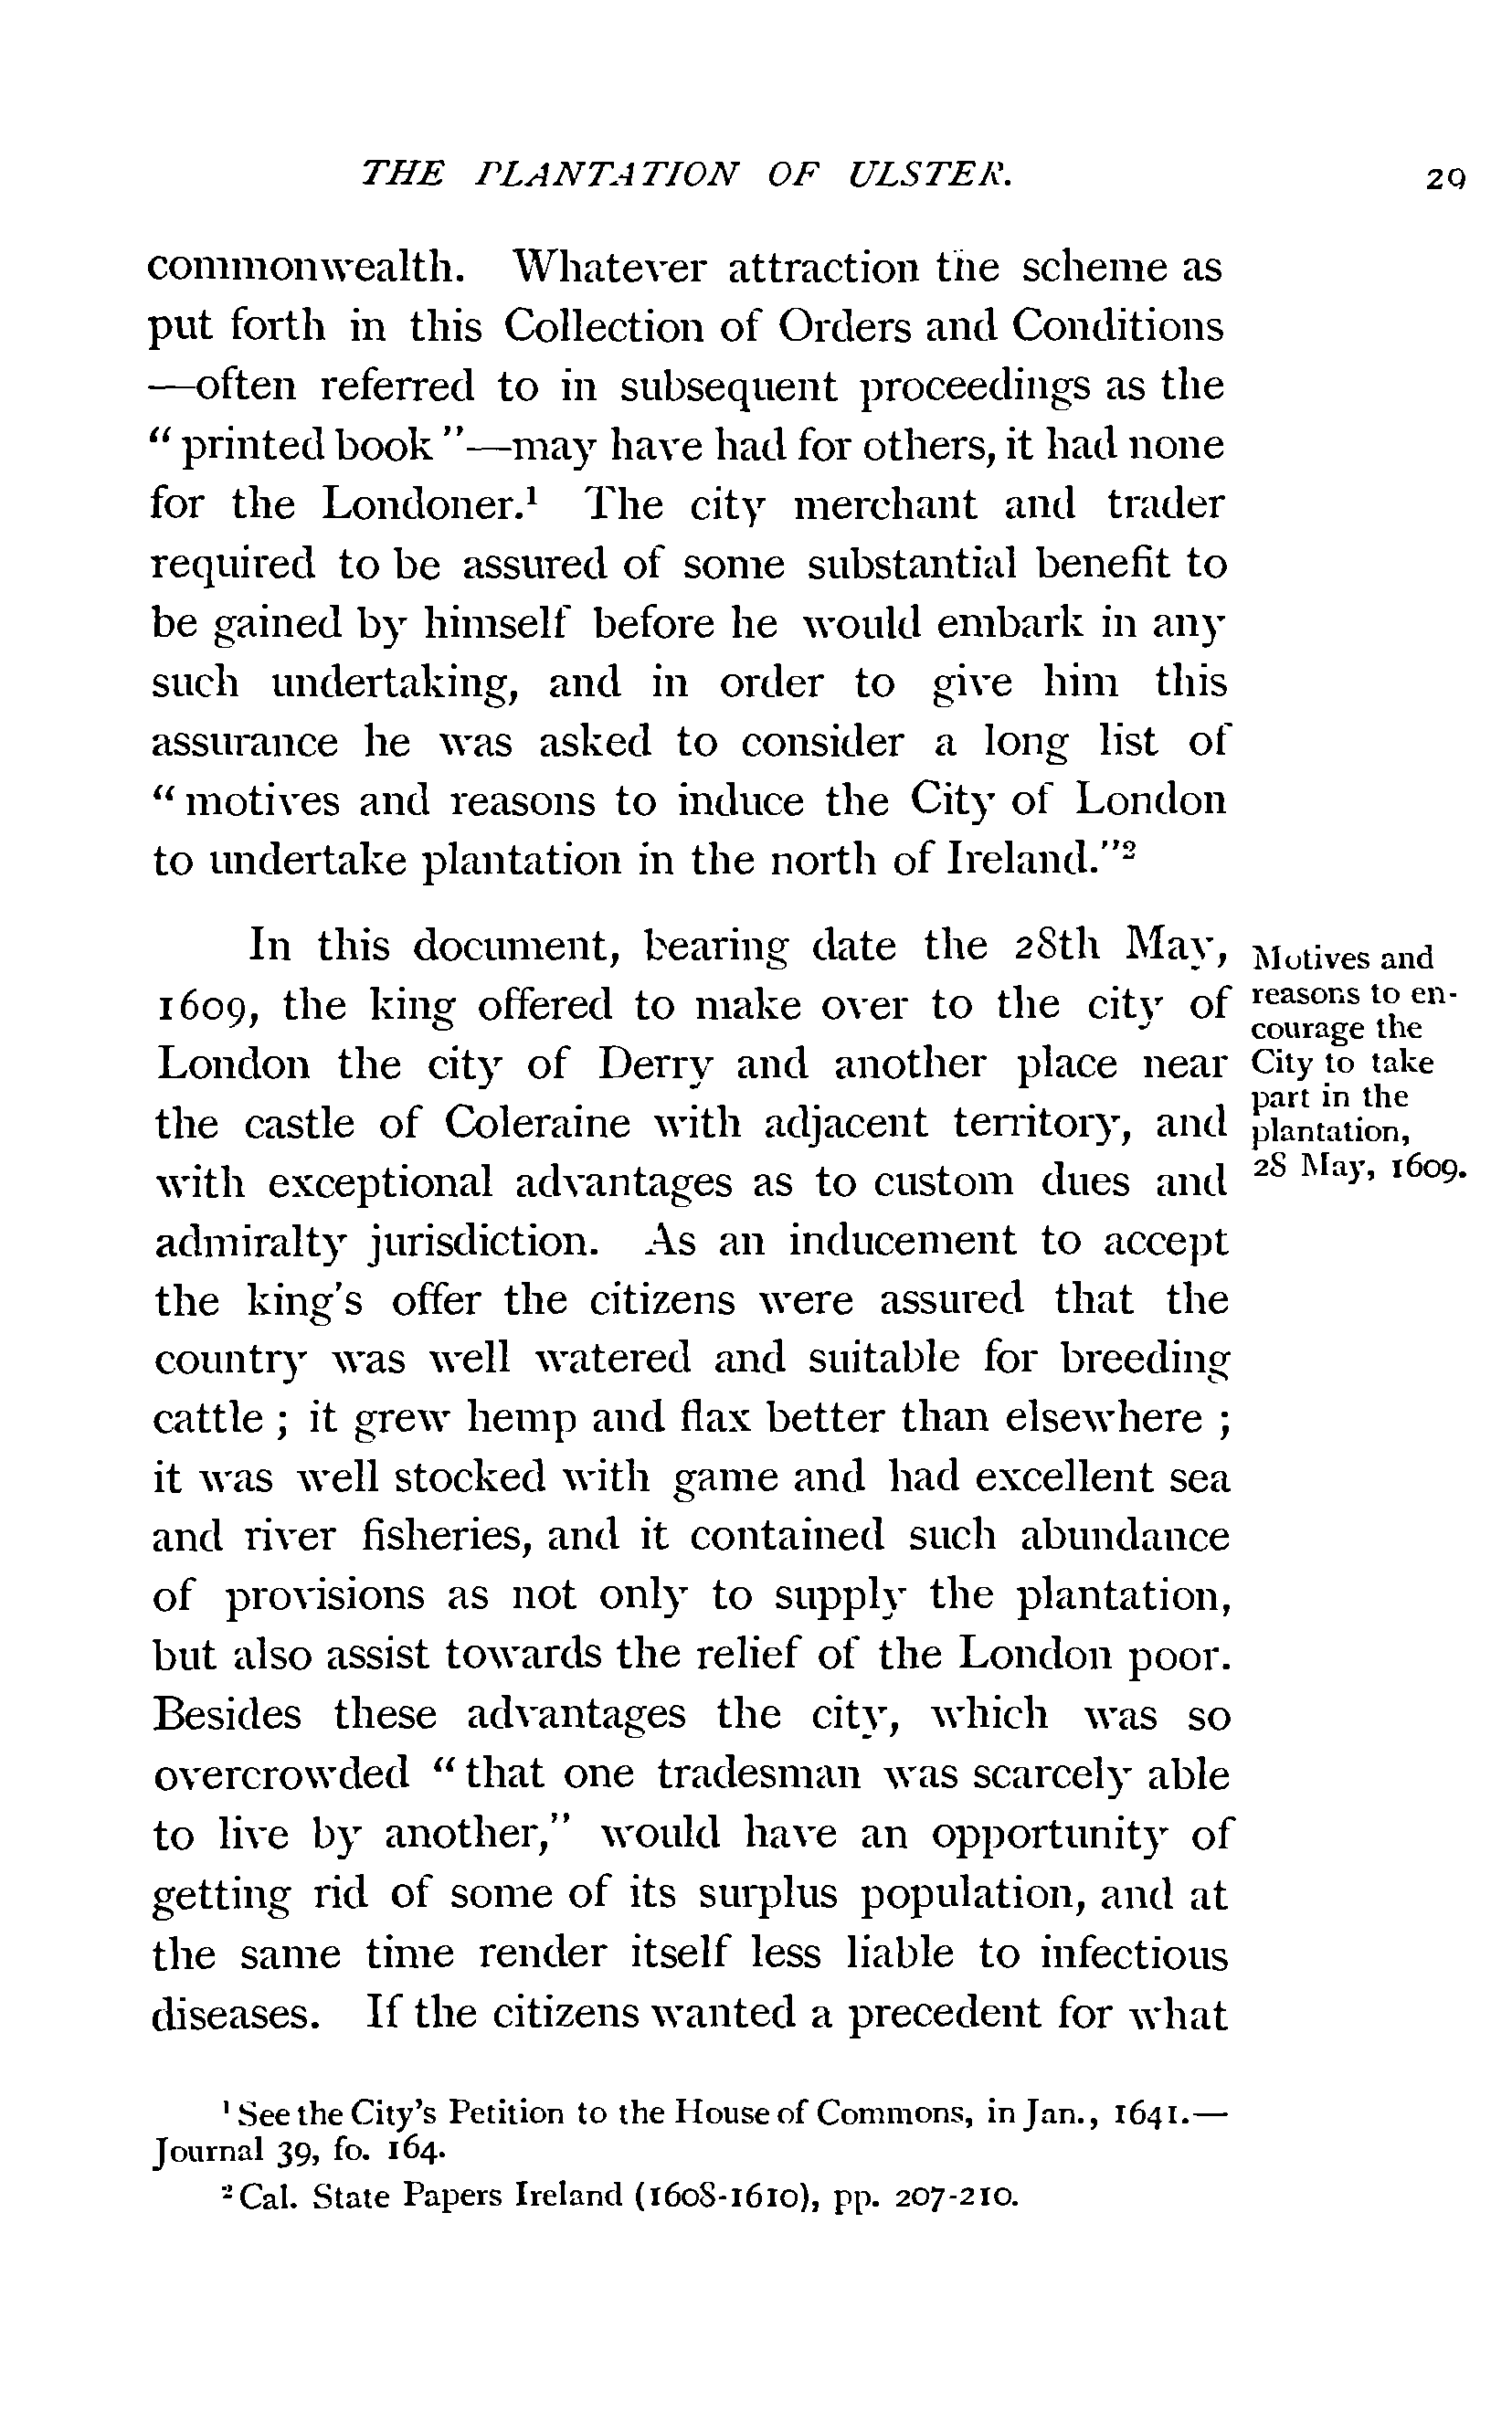 THE PLANTATION OF ULSTER. 29
commonwealth. Whatever attraction the scheme as
put forth in this Collection of Orders and Conditions
—often referred to in subsequent proceedings as the
“ printed book ”—may have had for others, it had none
for the Londoner.¹ The city merchant and trader
required to be assured of some substantial benefit to
be gained by himself before he would embark in any
such undertaking, and in order to give him this
assurance he was asked to consider a long list of
“ motives and reasons to induce the City of London
to undertake plantation in the north of Ireland.”²
In this document, bearing date the 28th May,
1609, the king offered to make over to the city of
London the city of Derry and another place near
the castle of Coleraine with adjacent territory, and
with exceptional advantages as to custom dues and
admiralty jurisdiction. As an inducement to accept
the king's offer the citizens were assured that the
country was well watered and suitable for breeding
cattle ; it grew hemp and flax better than elsewhere ;
it was well stocked with game and had excellent sea
and river fisheries, and it contained such abundance
of provisions as not only to supply the plantation,
but also assist towards the relief of the London poor.
Besides these advantages the city, which was so
overcrowded “ that one tradesman was scarcely able
to live by another,” would have an opportunity of
getting rid of some of its surplus population, and at
the same time render itself less liable to infectious
diseases. If the citizens wanted a precedent for what
Motives and
reasons to en-
courage the
City to take
part in the
plantation,
28 May, 1609.
¹ See the City's Petition to the House of Commons, in Jan., 1641.—
Journal 39, fo. 164.
² Cal. State Papers Ireland (1608-1610), pp. 207-210.